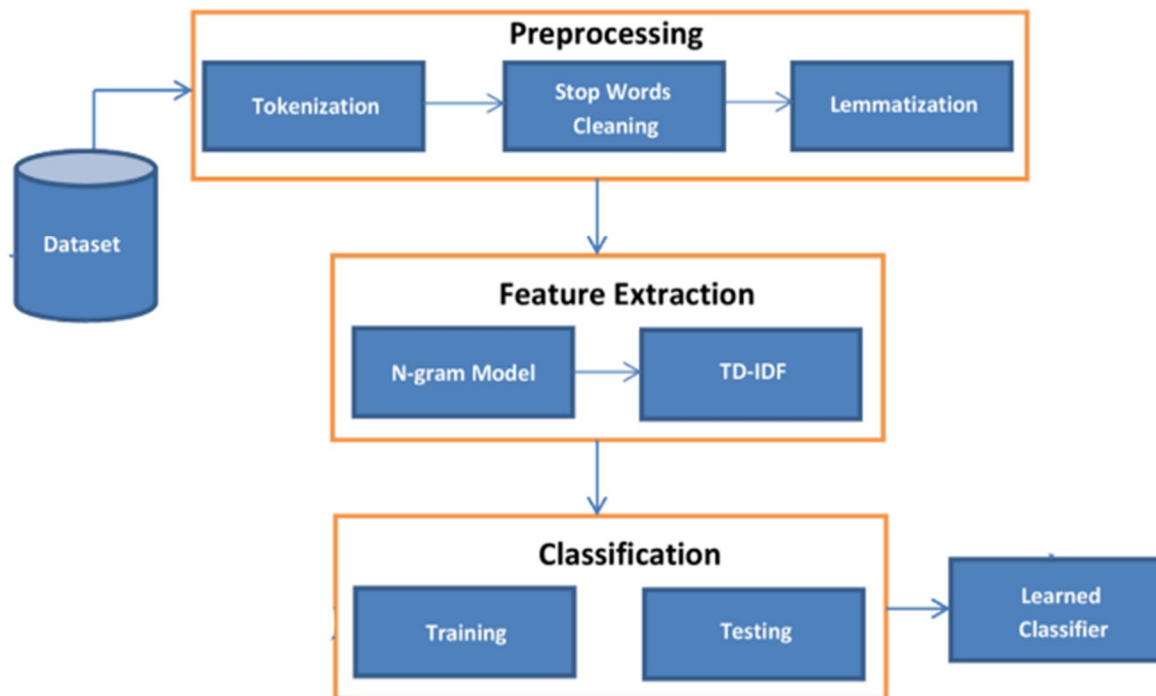 Preprocessing
Tokenization
Stop Words
Cleaning
Lemmatization
Dataset
Feature Extraction
N-gram Model
TD-IDF
Classification
Training
Testing
Learned
Classifier